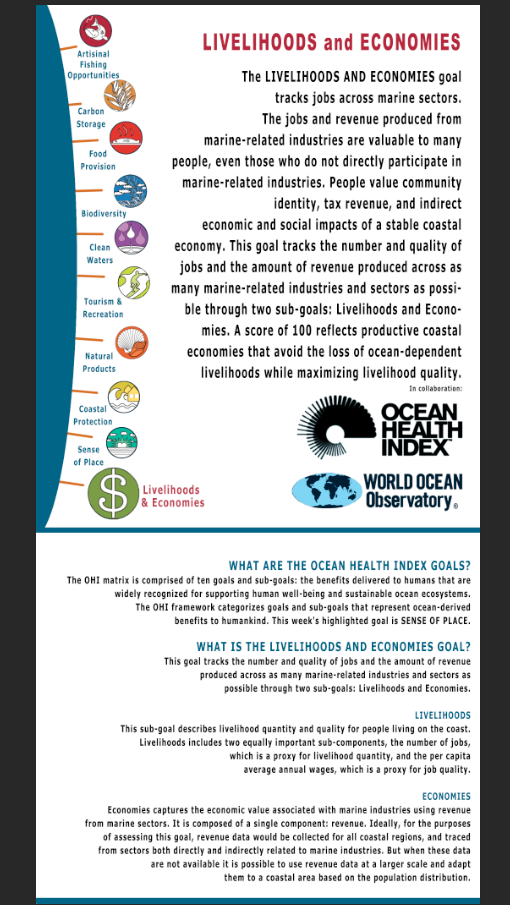 Artisinal
Fishing
Opportunities
Carbon
Storage
Food
Provision
Biodiversity
Clean
Waters
Tourism &
Recreation
Natural
Products
Coastal
Protection
Sense
of Place
$
Livelihoods
& Economies
LIVELIHOODS and ECONOMIES
The LIVELIHOODS AND ECONOMIES goal
tracks jobs across marine sectors.
The jobs and revenue produced from
marine-related industries are valuable to many
people, even those who do not directly participate in
marine-related industries. People value community
identity, tax revenue, and indirect
economic and social impacts of a stable coastal
economy. This goal tracks the number and quality of
jobs and the amount of revenue produced across as
many marine-related industries and sectors as possi-
ble through two sub-goals: Livelihoods and Econo-
mies. A score of 100 reflects productive coastal
economies that avoid the loss of ocean-dependent
livelihoods while maximizing livelihood quality.
In collaboration:
OCEAN
HEALTH
INDEX™
WORLD OCEAN
Observatory®
WHAT ARE THE OCEAN HEALTH INDEX GOALS?
The OHI matrix is comprised of ten goals and sub-goals: the benefits delivered to humans that are
widely recognized for supporting human well-being and sustainable ocean ecosystems.
The OHI framework categorizes goals and sub-goals that represent ocean-derived
benefits to humankind. This week's highlighted goal is SENSE OF PLACE.
WHAT IS THE LIVELIHOODS AND ECONOMIES GOAL?
This goal tracks the number and quality of jobs and the amount of revenue
produced across as many marine-related industries and sectors as
possible through two sub-goals: Livelihoods and Economies.
LIVELIHOODS
This sub-goal describes livelihood quantity and quality for people living on the coast.
Livelihoods includes two equally important sub-components, the number of jobs,
which is a proxy for livelihood quantity, and the per capita
average annual wages, which is a proxy for job quality.
ECONOMIES
Economies captures the economic value associated with marine industries using revenue
from marine sectors. It is composed of a single component: revenue. Ideally, for the purposes
of assessing this goal, revenue data would be collected for all coastal regions, and traced
from sectors both directly and indirectly related to marine industries. But when these data
are not available it is possible to use revenue data at a larger scale and adapt
them to a coastal area based on the population distribution.